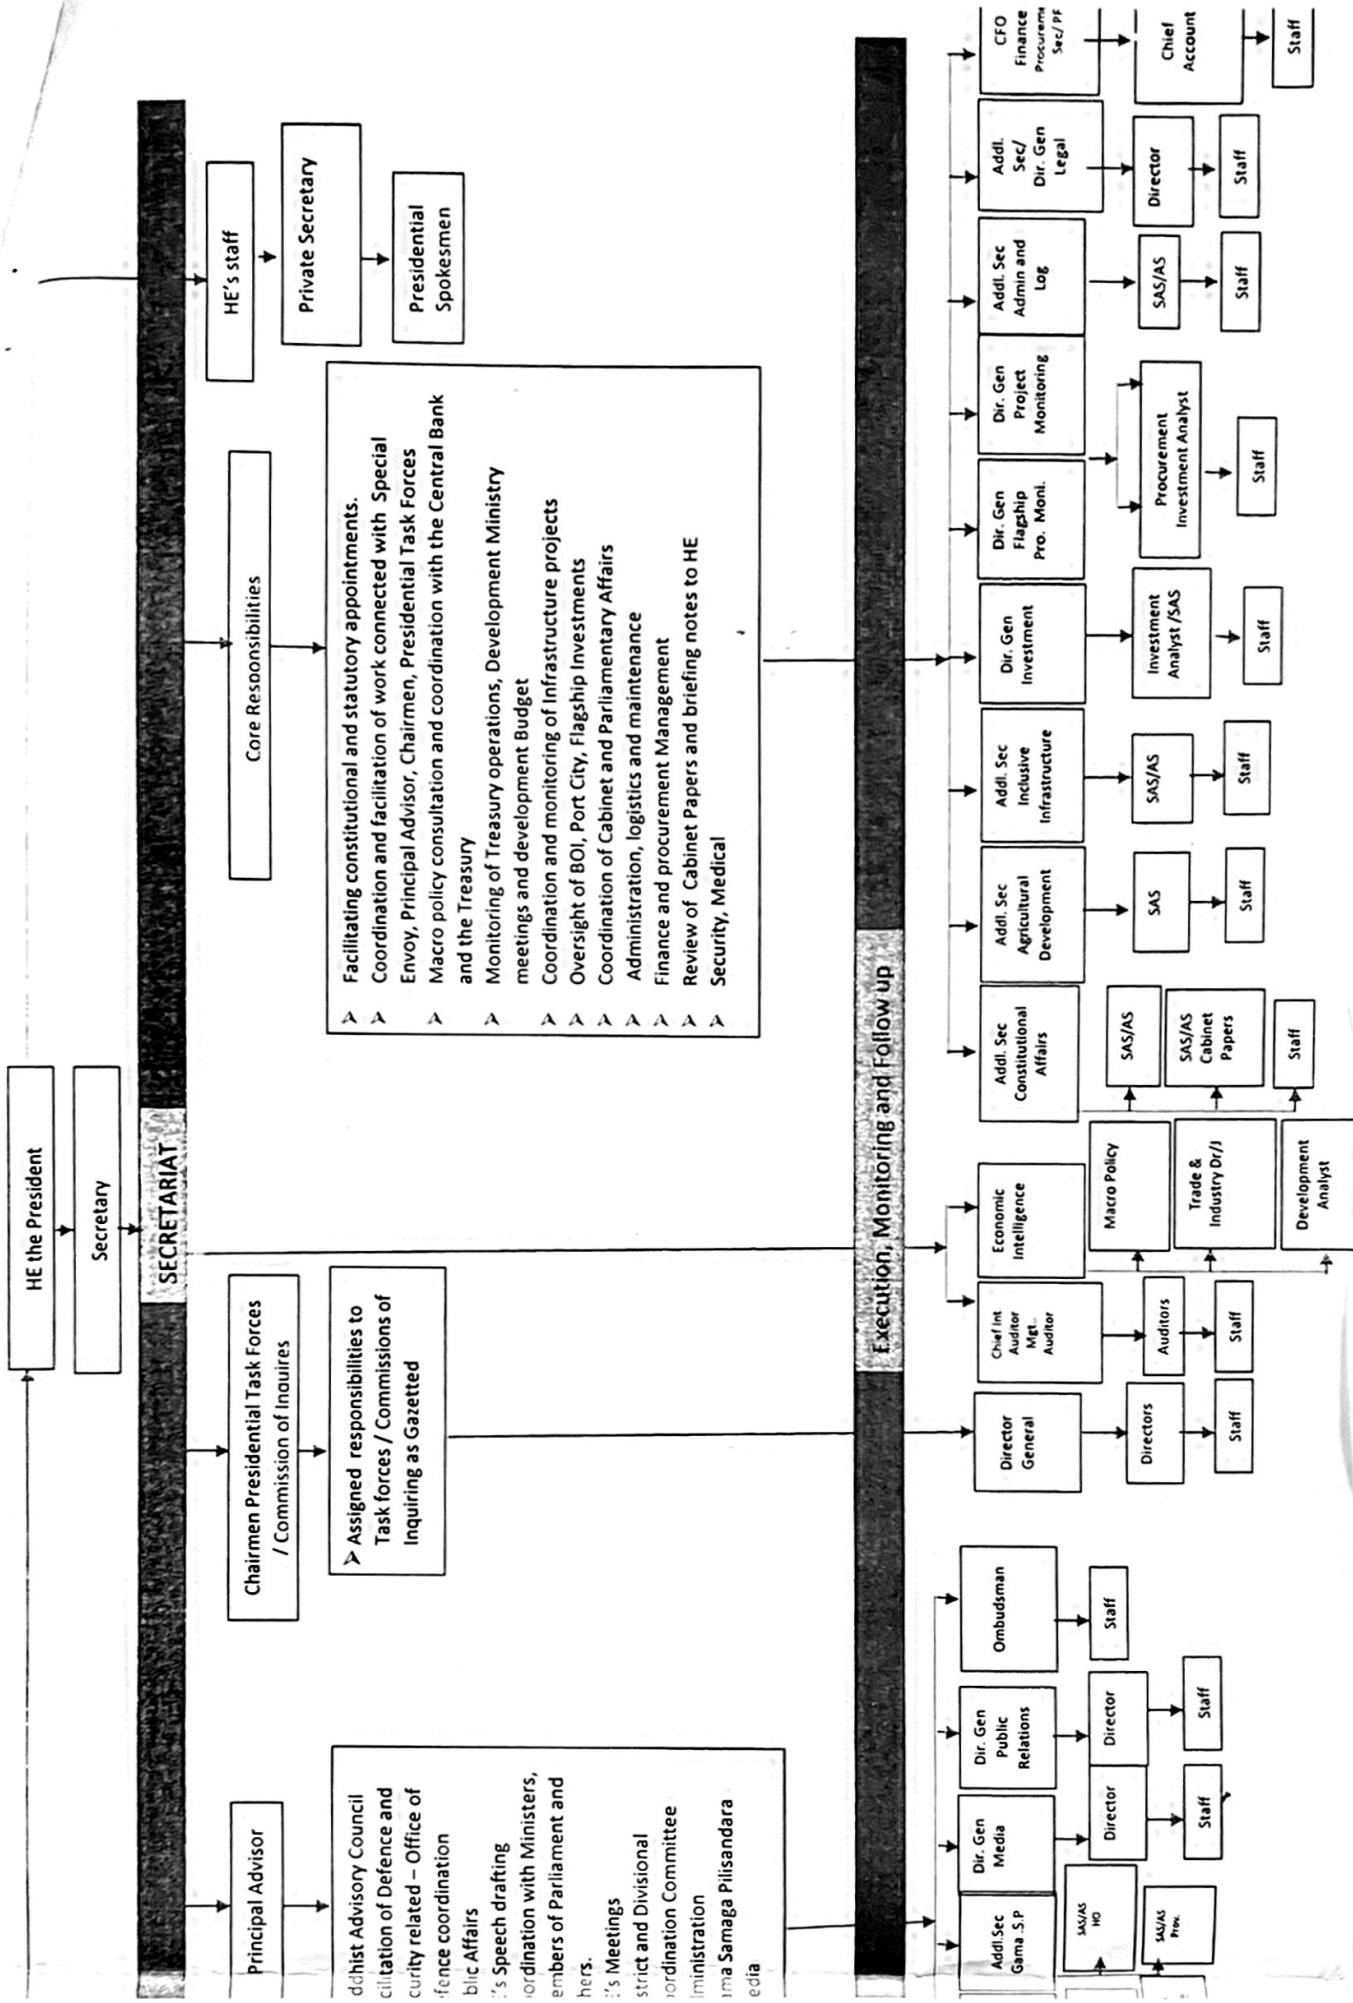 HE the President
Secretary
SECRETARIAT
Principal Advisor
ddhist Advisory Council
cilitation of Defence and
curity related – Office of
fence coordination
blic Affairs
's Speech drafting
ordination with Ministers,
embers of Parliament and
hers.
's Meetings
strict and Divisional
ordination Committee
ministration
ma Samaga Pilisandara
edia
Chairmen Presidential Task Forces
/ Commission of Inquires
➤ Assigned responsibilities to
Task forces / Commissions of
Inquiring as Gazetted
Core Responsibilities
➤ Facilitating constitutional and statutory appointments.
➤ Coordination and facilitation of work connected with Special
Envoy, Principal Advisor, Chairmen, Presidential Task Forces
➤ Macro policy consultation and coordination with the Central Bank
and the Treasury
➤ Monitoring of Treasury operations, Development Ministry
meetings and development Budget
➤ Coordination and monitoring of Infrastructure projects
➤ Oversight of BOI, Port City, Flagship Investments
➤ Coordination of Cabinet and Parliamentary Affairs
➤ Administration, logistics and maintenance
➤ Finance and procurement Management
➤ Review of Cabinet Papers and briefing notes to HE
➤ Security, Medical
HE's staff
Private Secretary
Presidential
Spokesmen
Execution, Monitoring and Follow up
Addl.Sec
Gama .S.P
SAS/AS
HO
SAS/AS
Prov.
Dir. Gen
Media
Director
Staff
Dir. Gen
Public
Relations
Director
Staff
Ombudsman
Staff
Director
General
Directors
Staff
Chief Int
Auditor
Mgt.
Auditor
Auditors
Staff
Economic
Intelligence
Macro Policy
Trade &
Industry Dr/J
Development
Analyst
Addl. Sec
Constitutional
Affairs
SAS/AS
SAS/AS
Cabinet
Papers
Staff
Addl. Sec
Agricultural
Development
SAS
Staff
Addl. Sec
Inclusive
Infrastructure
SAS/AS
Staff
Dir. Gen
Investment
Investment
Analyst /SAS
Staff
Dir. Gen
Flagship
Pro. Moni.
Dir. Gen
Project
Monitoring
Procurement
Investment Analyst
Staff
Addl. Sec
Admin and
Log
SAS/AS
Staff
Addl.
Sec/
Dir. Gen
Legal
Director
Staff
CFO
Finance
Procureme
Sec/ PF
Chief
Account
Staff